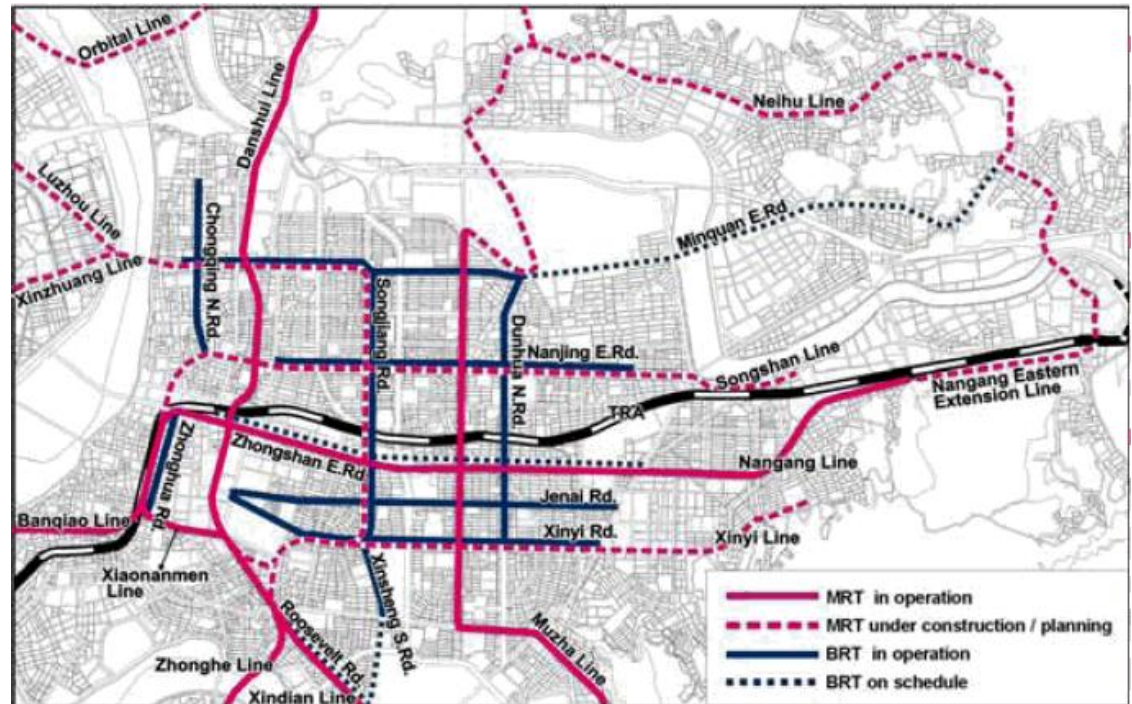 Orbital Line
Danshui Line
Neihu Line
Luzhou Line
Xinzhuang Line
Chongqing N.Rd.
Minquan E.Rd
Songjiang Rd.
Dunhua N.Rd.
Nanjing E.Rd.
Songshan Line
Nangang Eastern
Extension Line
TRA
Zhonghua Rd.
Zhongshan E.Rd.
Nangang Line
Jenai Rd.
Banqiao Line
Xinyi Rd.
Xinyi Line
Xiaonanmen
Line
Xinsheng S.Rd.
Roosevelt Rd.
Zhonghe Line
Muzha Line
Xindian Line
MRT in operation
MRT under construction / planning
BRT in operation
BRT on schedule